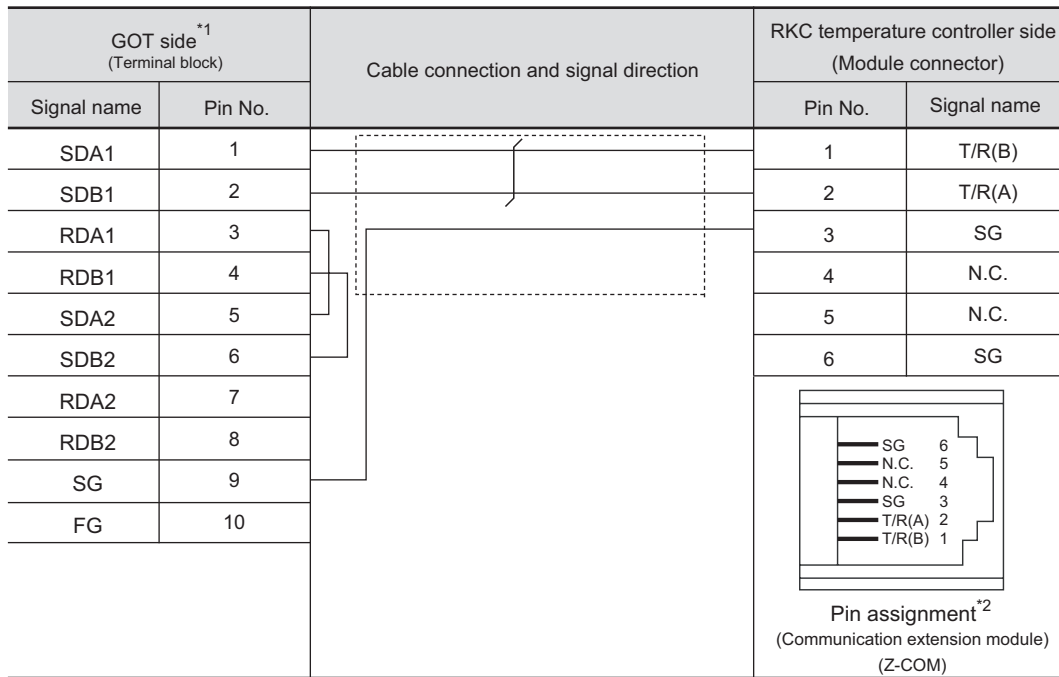 GOT side*1
(Terminal block)
Cable connection and signal direction
RKC temperature controller side
(Module connector)
Signal name Pin No. Pin No. Signal name
SDA1 1 1 T/R(B)
SDB1 2 2 T/R(A)
RDA1 3 3 SG
RDB1 4 4 N.C.
SDA2 5 5 N.C.
SDB2 6 6 SG
RDA2 7
RDB2 8
SG 9
FG 10
SG 6
N.C. 5
N.C. 4
SG 3
T/R(A) 2
T/R(B) 1
Pin assignment*2
(Communication extension module)
(Z-COM)